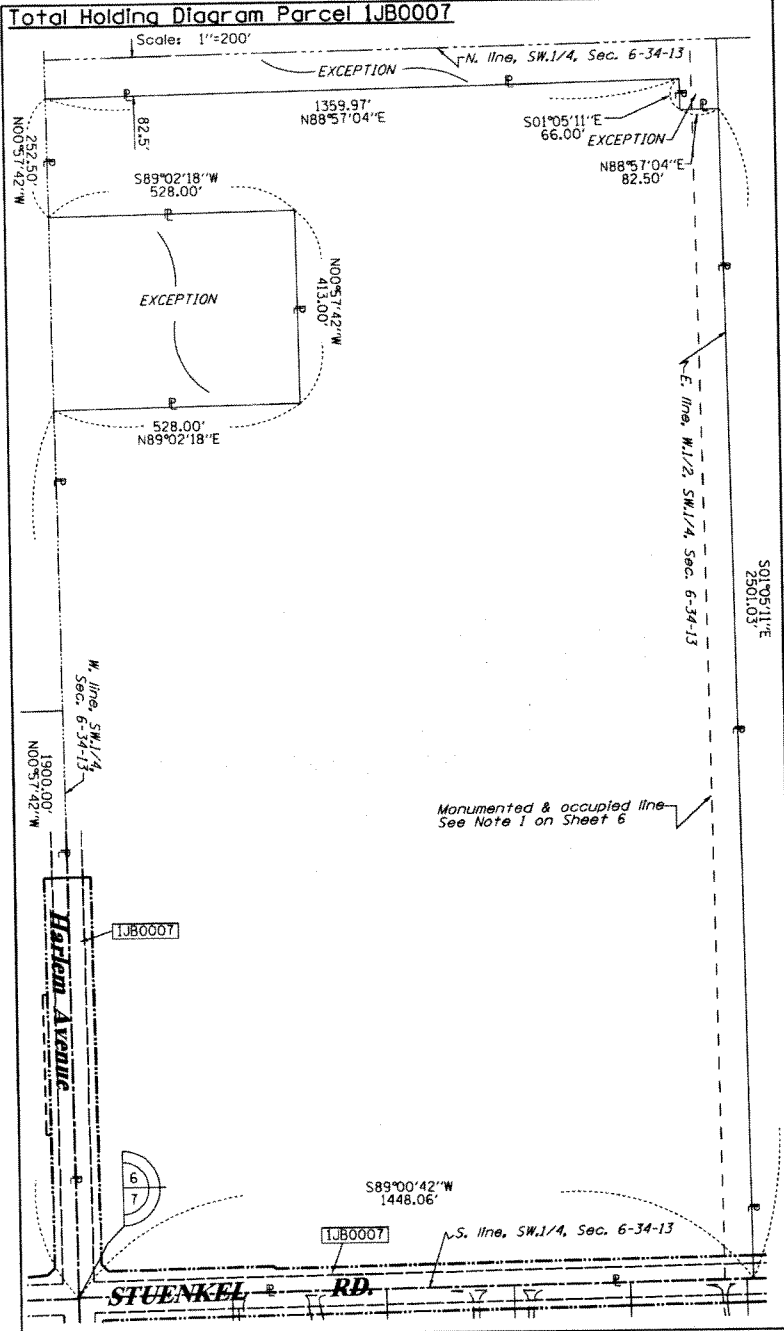 Total Holding Diagram Parcel 1JB0007
Scale: 1"=200'
N. line, SW.1/4, Sec. 6-34-13
EXCEPTION
1359.97'
N88°57'04"E
82.5'
S01°05'11"E
66.00'
EXCEPTION
N88°57'04"E
82.50'
252.50'
N00°57'42"W
S89°02'18"W
528.00'
EXCEPTION
N00°57'42"W
413.00'
528.00'
N89°02'18"E
E. line, W.1/2, SW.1/4, Sec. 6-34-13
S01°05'11"E
2501.03'
W. line, SW.1/4,
Sec. 6-34-13
1900.00'
N00°57'42"W
Monumented & occupied line
See Note 1 on Sheet 6
1JB0007
Harlem Avenue
6
7
S89°00'42"W
1448.06'
1JB0007
S. line, SW.1/4, Sec. 6-34-13
STUENKEL RD.